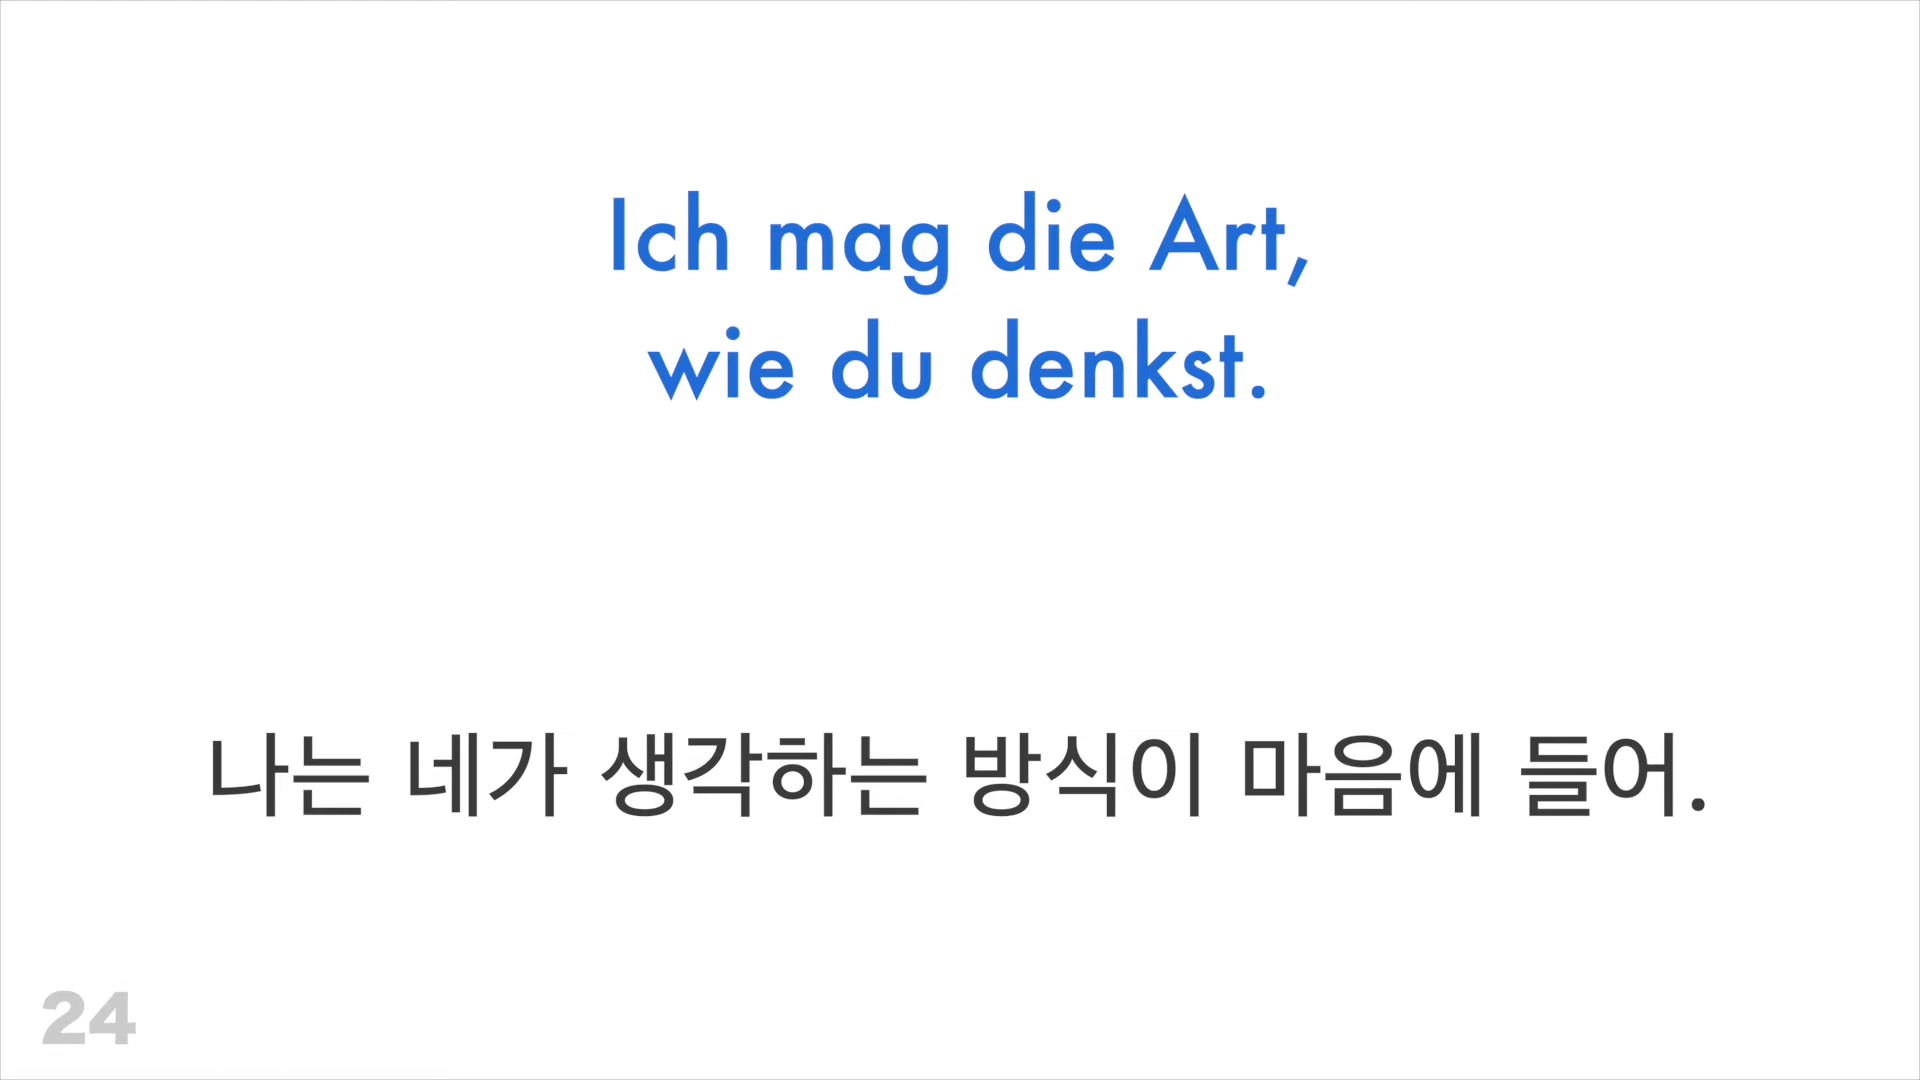 Ich mag die Art,
wie du denkst.
나는 네가 생각하는 방식이 마음에 들어.
24